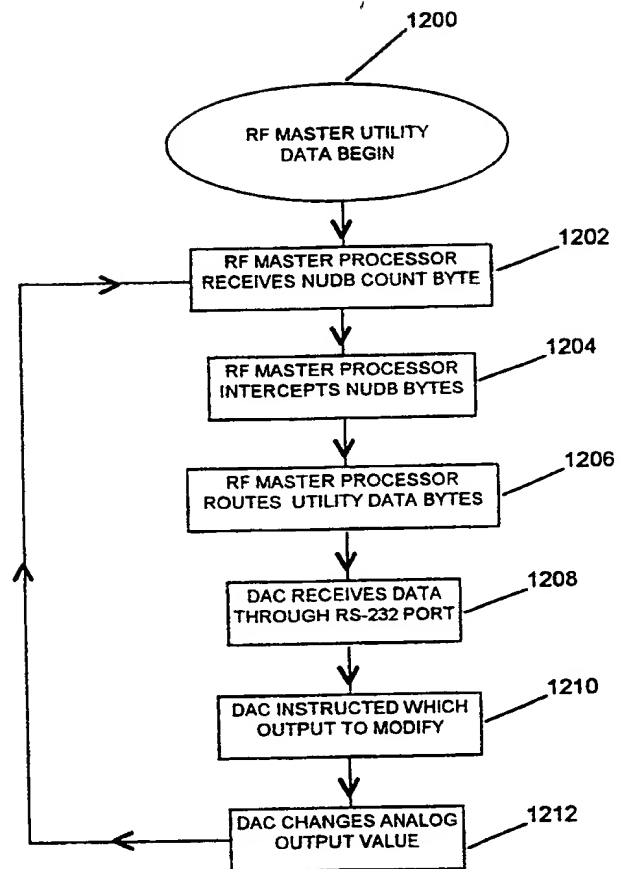 1200
RF MASTER UTILITY
DATA BEGIN
1202
RF MASTER PROCESSOR
RECEIVES NUDB COUNT BYTE
1204
RF MASTER PROCESSOR
INTERCEPTS NUDB BYTES
1206
RF MASTER PROCESSOR
ROUTES UTILITY DATA BYTES
1208
DAC RECEIVES DATA
THROUGH RS-232 PORT
1210
DAC INSTRUCTED WHICH
OUTPUT TO MODIFY
1212
DAC CHANGES ANALOG
OUTPUT VALUE